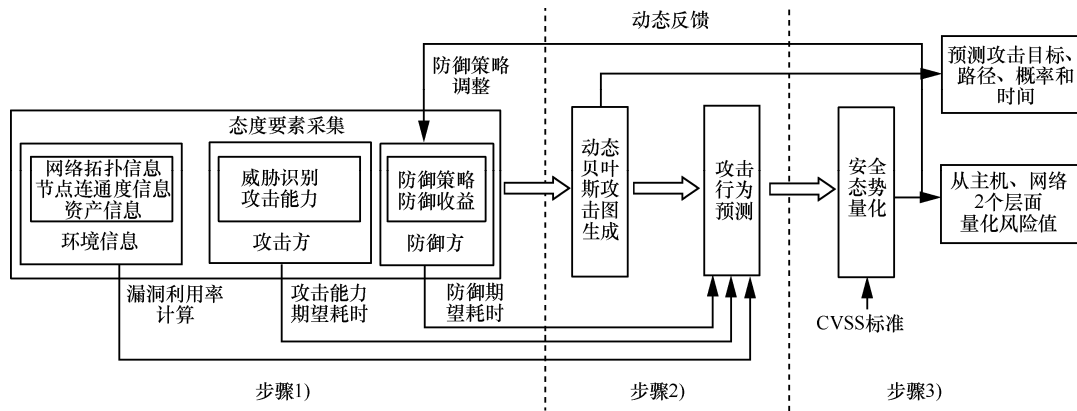 动态反馈
防御策略
调整
预测攻击目标、
路径、概率和
时间
态度要素采集
网络拓扑信息
节点连通度信息
资产信息
环境信息
威胁识别
攻击能力
攻击方
防御策略
防御收益
防御方
动态
贝叶
斯攻
击图
生成
攻击
行为
预测
安全
态势
量化
从主机、网络
2个层面
量化风险值
漏洞利用率
计算
攻击能力
期望耗时
防御期
望耗时
CVSS标准
步骤1)
步骤2)
步骤3)